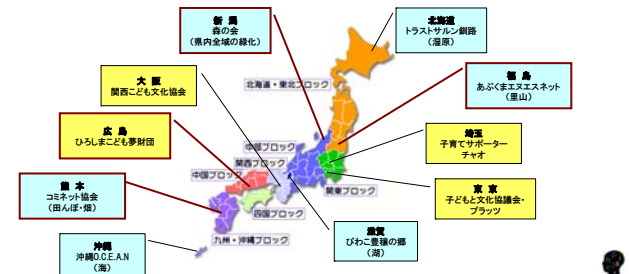 新 潟
森の会
（県内全域の緑化）
北海道
トラストサルン釧路
（湿原）
大 阪
関西こども文化協会
北海道・東北ブロック
福 島
あぶくまエヌエスネット
（里山）
広 島
ひろしまこども夢財団
埼玉
子育てサポーター
チャオ
中部ブロック
関西ブロック
中国ブロック
熊 本
コミネット協会
（田んぼ・畑）
関東ブロック
東 京
子どもと文化協議会・
プラッツ
四国ブロック
九州・沖縄ブロック
滋賀
びわこ豊穣の郷
（湖）
沖縄
沖縄O.C.E.A.N
（海）